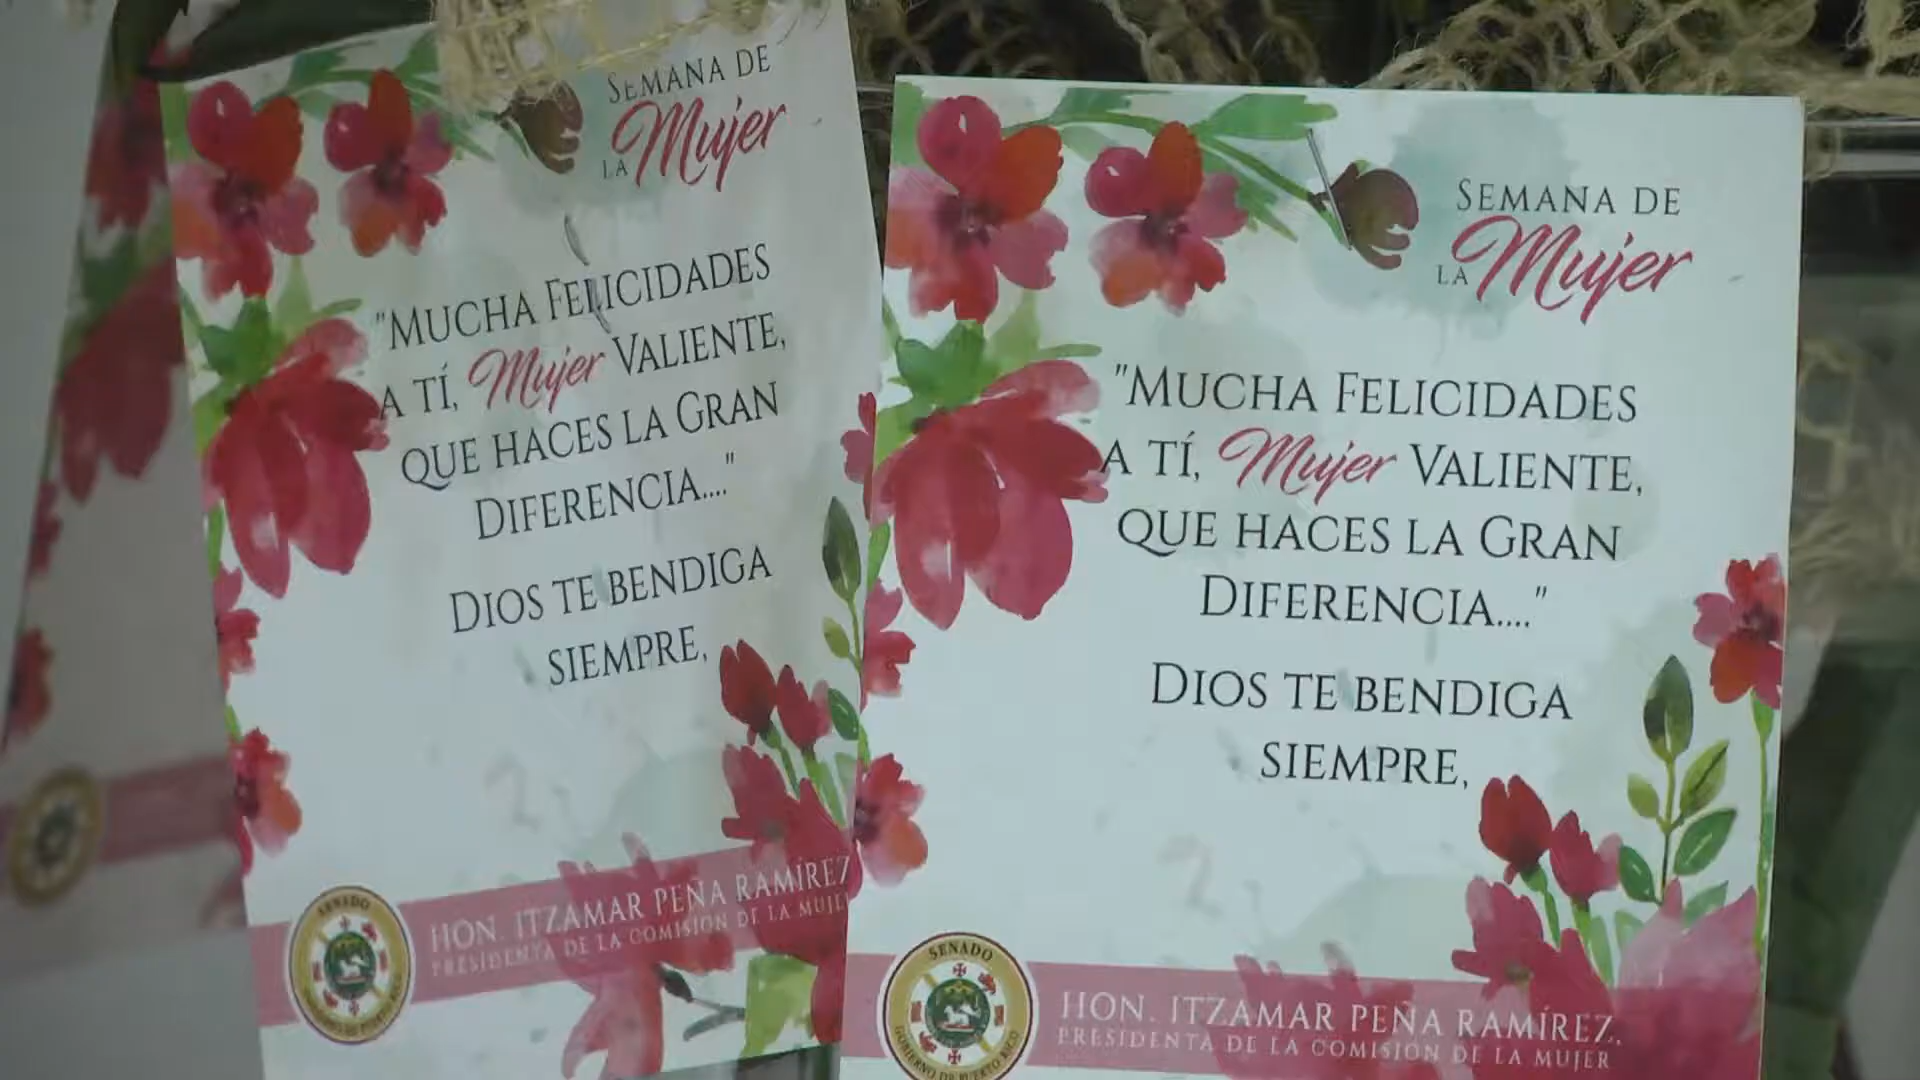 SEMANA DE
LA Mujer
"MUCHA FELICIDADES
A TÍ, Mujer VALIENTE,
QUE HACES LA GRAN
DIFERENCIA...."
DIOS TE BENDIGA
SIEMPRE,
SENADO
HON. ITZAMAR PEÑA RAMÍREZ
PRESIDENTA DE LA COMISIÓN DE LA MUJE
SEMANA DE
LA Mujer
"MUCHA FELICIDADES
A TÍ, Mujer VALIENTE,
QUE HACES LA GRAN
DIFERENCIA...."
DIOS TE BENDIGA
SIEMPRE,
SENADO
GOBIERNO DE PUERTO RICO
HON. ITZAMAR PEÑA RAMÍREZ,
PRESIDENTA DE LA COMISIÓN DE LA MUJER